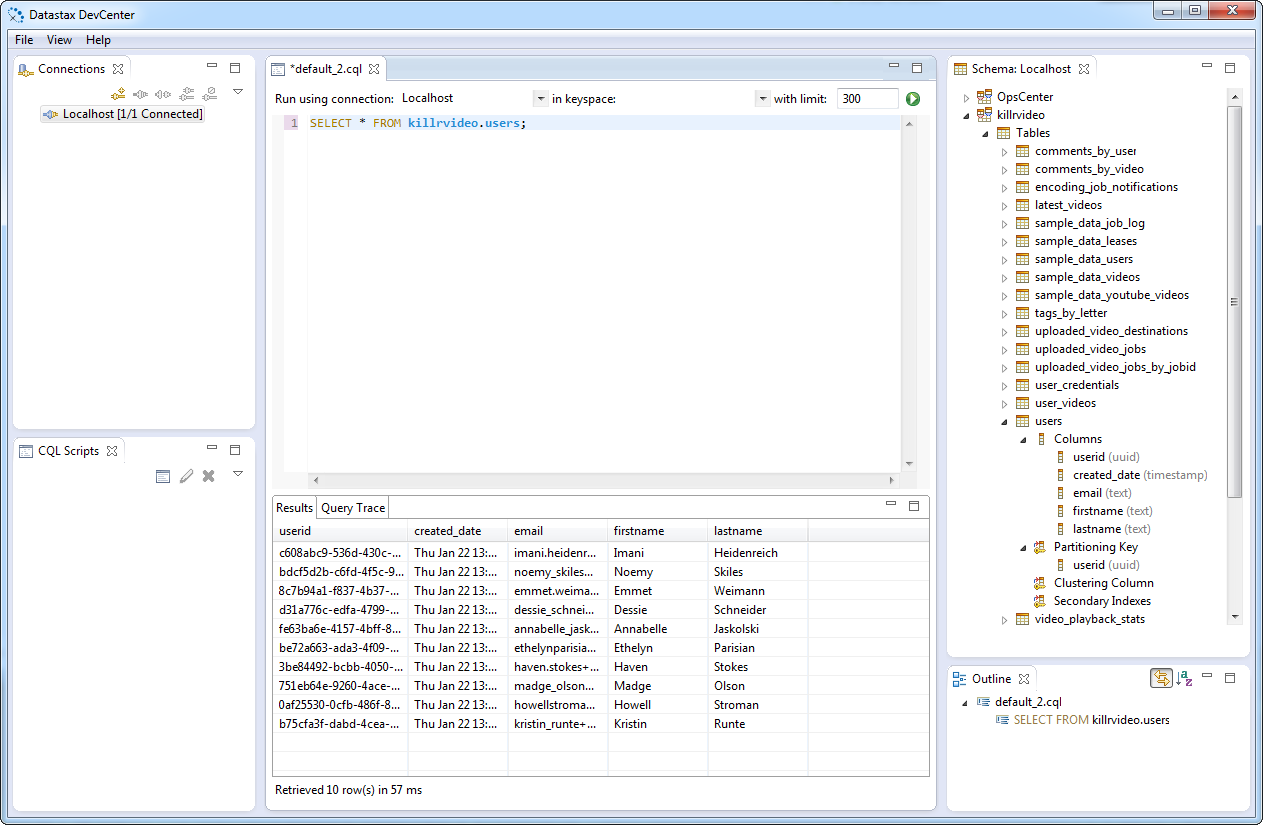 Datastax DevCenter
File View Help
Connections
Localhost [1/1 Connected]
CQL Scripts
*default_2.cql
Run using connection: Localhost in keyspace: with limit: 300
1 SELECT * FROM killrvideo.users;
Results Query Trace
userid created_date email firstname lastname
c608abc9-536d-430c-... Thu Jan 22 13:... imani.heidenr... Imani Heidenreich
bdcf5d2b-c6fd-4f5c-9... Thu Jan 22 13:... noemy_skiles... Noemy Skiles
8c7b94a1-f837-4b37-... Thu Jan 22 13:... emmet.weima... Emmet Weimann
d31a776c-edfa-4799-... Thu Jan 22 13:... dessie_schnei... Dessie Schneider
fe63ba6e-4157-4bff-8... Thu Jan 22 13:... annabelle_jask... Annabelle Jaskolski
be72a663-ada3-4f09-... Thu Jan 22 13:... ethelynparisia... Ethelyn Parisian
3be84492-bcbb-4050-... Thu Jan 22 13:... haven.stokes+... Haven Stokes
751eb64e-9260-4ace-... Thu Jan 22 13:... madge_olson... Madge Olson
0af25530-0cfb-486f-8... Thu Jan 22 13:... howellstroma... Howell Stroman
b75cfa3f-dabd-4cea-... Thu Jan 22 13:... kristin_runte+... Kristin Runte
Retrieved 10 row(s) in 57 ms
Schema: Localhost
OpsCenter
killrvideo
Tables
comments_by_user
comments_by_video
encoding_job_notifications
latest_videos
sample_data_job_log
sample_data_leases
sample_data_users
sample_data_videos
sample_data_youtube_videos
tags_by_letter
uploaded_video_destinations
uploaded_video_jobs
uploaded_video_jobs_by_jobid
user_credentials
user_videos
users
Columns
userid (uuid)
created_date (timestamp)
email (text)
firstname (text)
lastname (text)
Partitioning Key
userid (uuid)
Clustering Column
Secondary Indexes
video_playback_stats
Outline
default_2.cql
SELECT FROM killrvideo.users